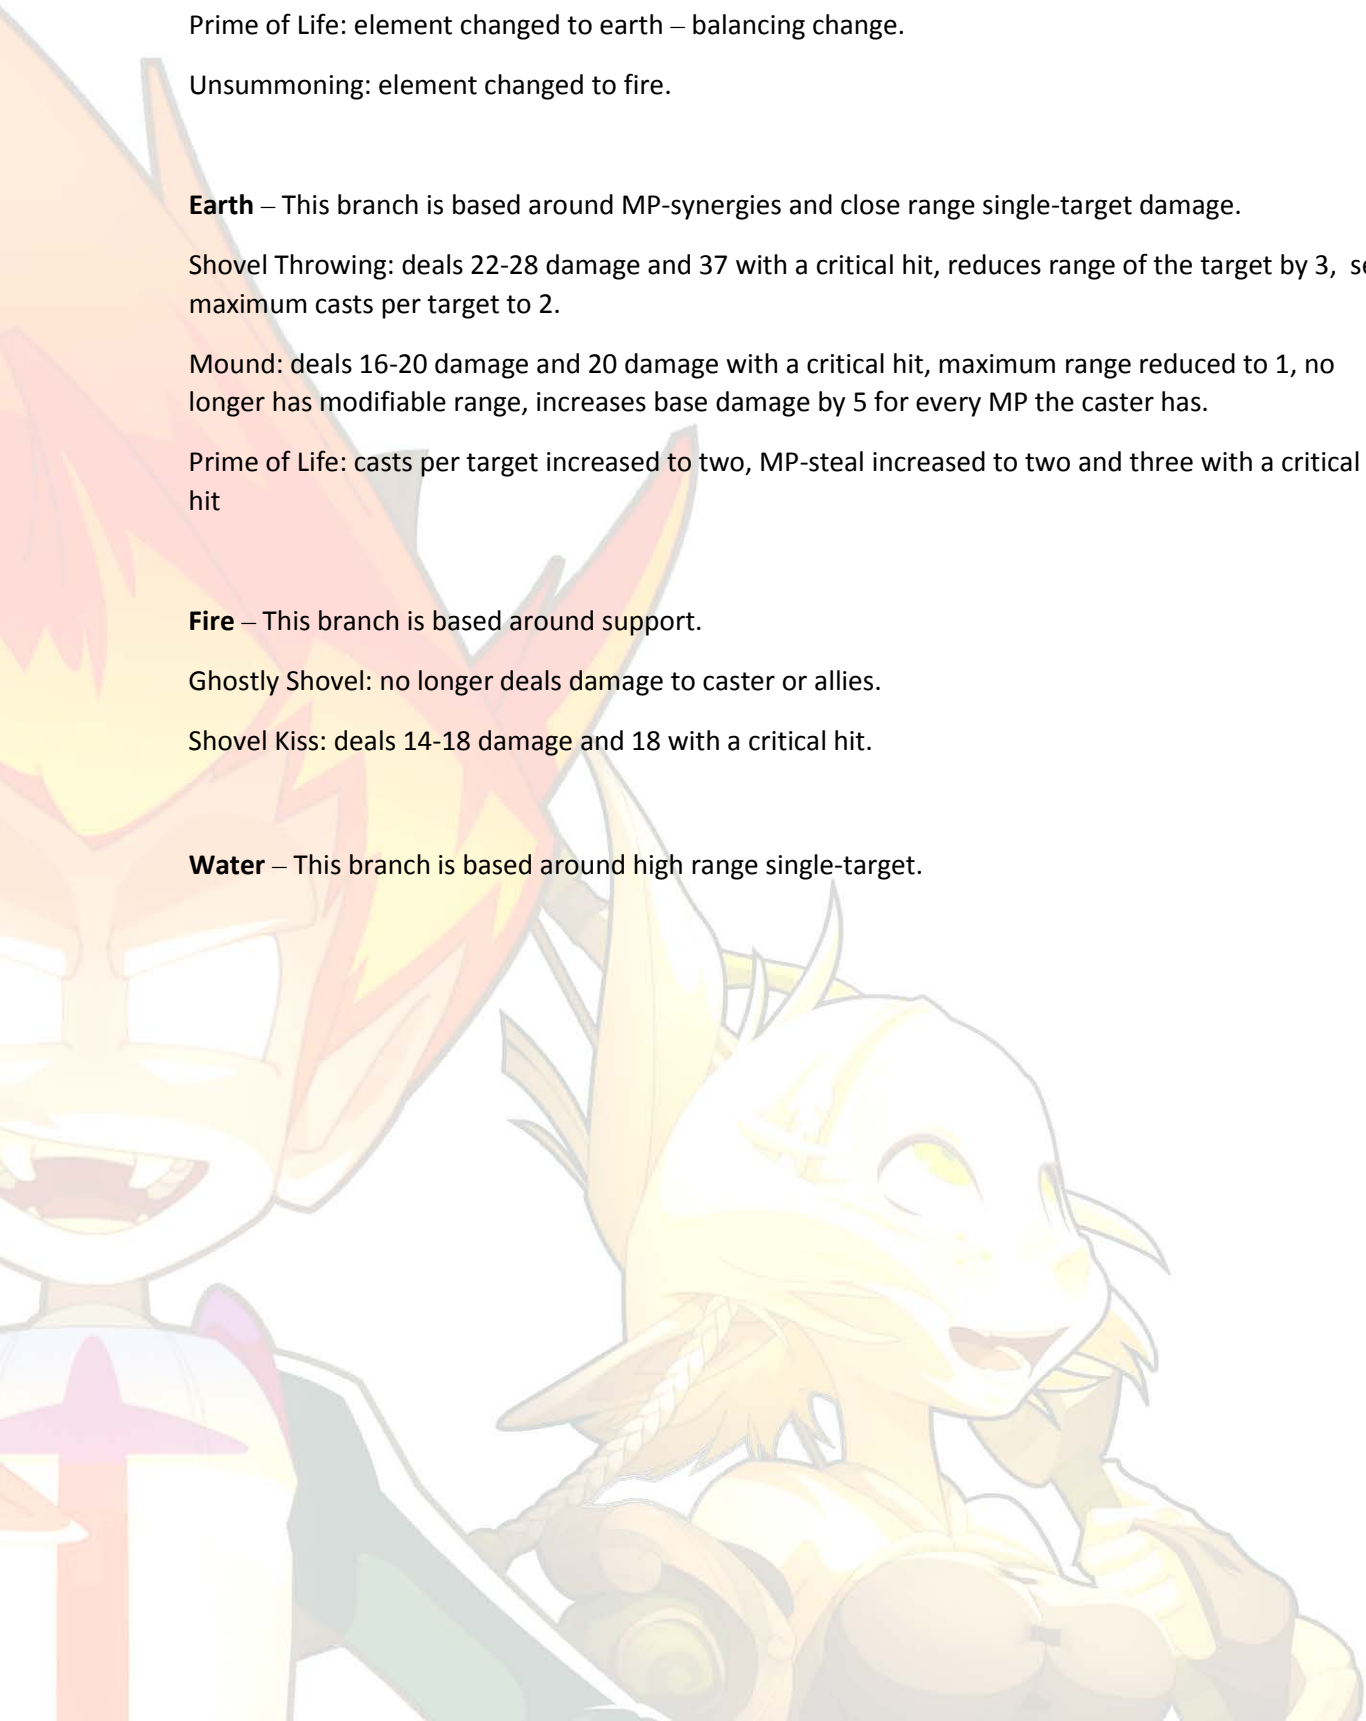 Prime of Life: element changed to earth – balancing change.
Unsummoning: element changed to fire.
Earth – This branch is based around MP-synergies and close range single-target damage.
Shovel Throwing: deals 22-28 damage and 37 with a critical hit, reduces range of the target by 3,
maximum casts per target to 2.
Mound: deals 16-20 damage and 20 damage with a critical hit, maximum range reduced to 1, no
longer has modifiable range, increases base damage by 5 for every MP the caster has.
Prime of Life: casts per target increased to two, MP-steal increased to two and three with a critical
hit
Fire – This branch is based around support.
Ghostly Shovel: no longer deals damage to caster or allies.
Shovel Kiss: deals 14-18 damage and 18 with a critical hit.
Water – This branch is based around high range single-target.